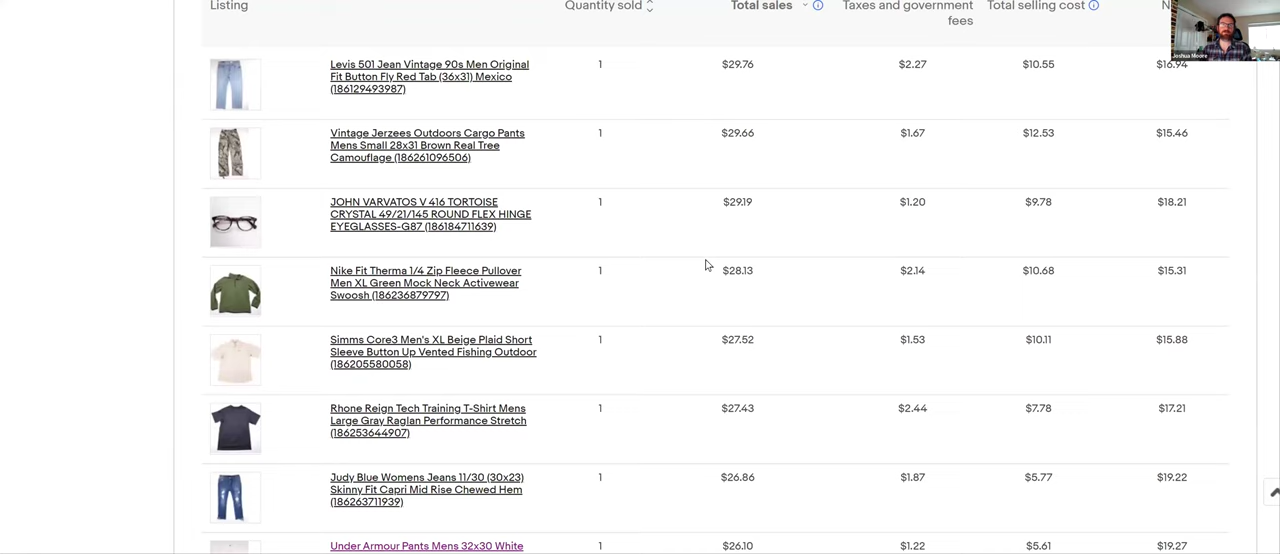 Listing Quantity sold Total sales Taxes and government fees Total selling cost N
Joshua Moore
Levis 501 Jean Vintage 90s Men Original
Fit Button Fly Red Tab (36x31) Mexico
(186129493987)
1 $29.76 $2.27 $10.55 $16.94
Vintage Jerzees Outdoors Cargo Pants
Mens Small 28x31 Brown Real Tree
Camouflage (186261096506)
1 $29.66 $1.67 $12.53 $15.46
JOHN VARVATOS V 416 TORTOISE
CRYSTAL 49/21/145 ROUND FLEX HINGE
EYEGLASSES-G87 (186184711639)
1 $29.19 $1.20 $9.78 $18.21
Nike Fit Therma 1/4 Zip Fleece Pullover
Men XL Green Mock Neck Activewear
Swoosh (186236879797)
1 $28.13 $2.14 $10.68 $15.31
Simms Core3 Men's XL Beige Plaid Short
Sleeve Button Up Vented Fishing Outdoor
(186205580058)
1 $27.52 $1.53 $10.11 $15.88
Rhone Reign Tech Training T-Shirt Mens
Large Gray Raglan Performance Stretch
(186253644907)
1 $27.43 $2.44 $7.78 $17.21
Judy Blue Womens Jeans 11/30 (30x23)
Skinny Fit Capri Mid Rise Chewed Hem
(186263711939)
1 $26.86 $1.87 $5.77 $19.22
Under Armour Pants Mens 32x30 White
1 $26.10 $1.22 $5.61 $19.27